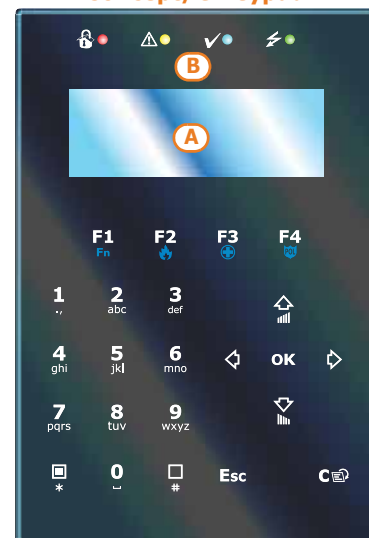 B
A
F1 F2 F3 F4
Fn
1 2 3
., abc def
4 5 6 OK
ghi jkl mno
7 8 9
pqrs tuv wxyz
0 Esc C
* #